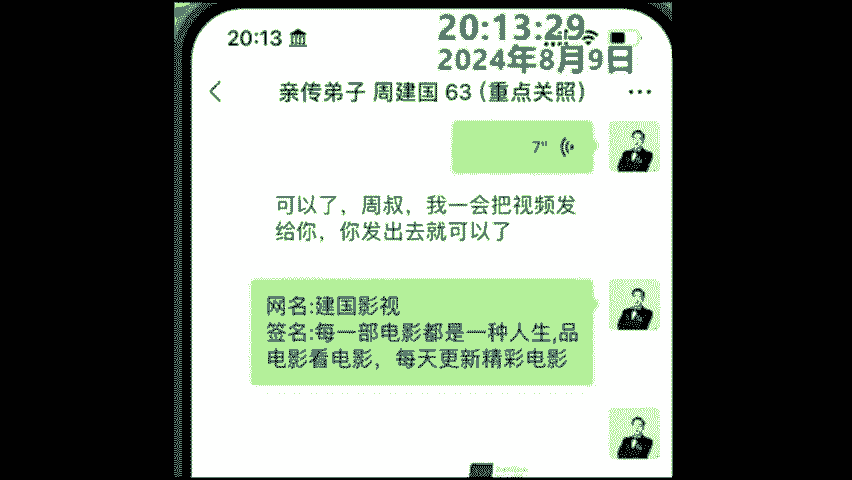 20:13
20:13:29
2024年8月9日
亲传弟子 周建国 63 (重点关照)
7"
可以了，周叔，我一会把视频发
给你，你发出去就可以了
网名:建国影视
签名:每一部电影都是一种人生,品
电影看电影，每天更新精彩电影